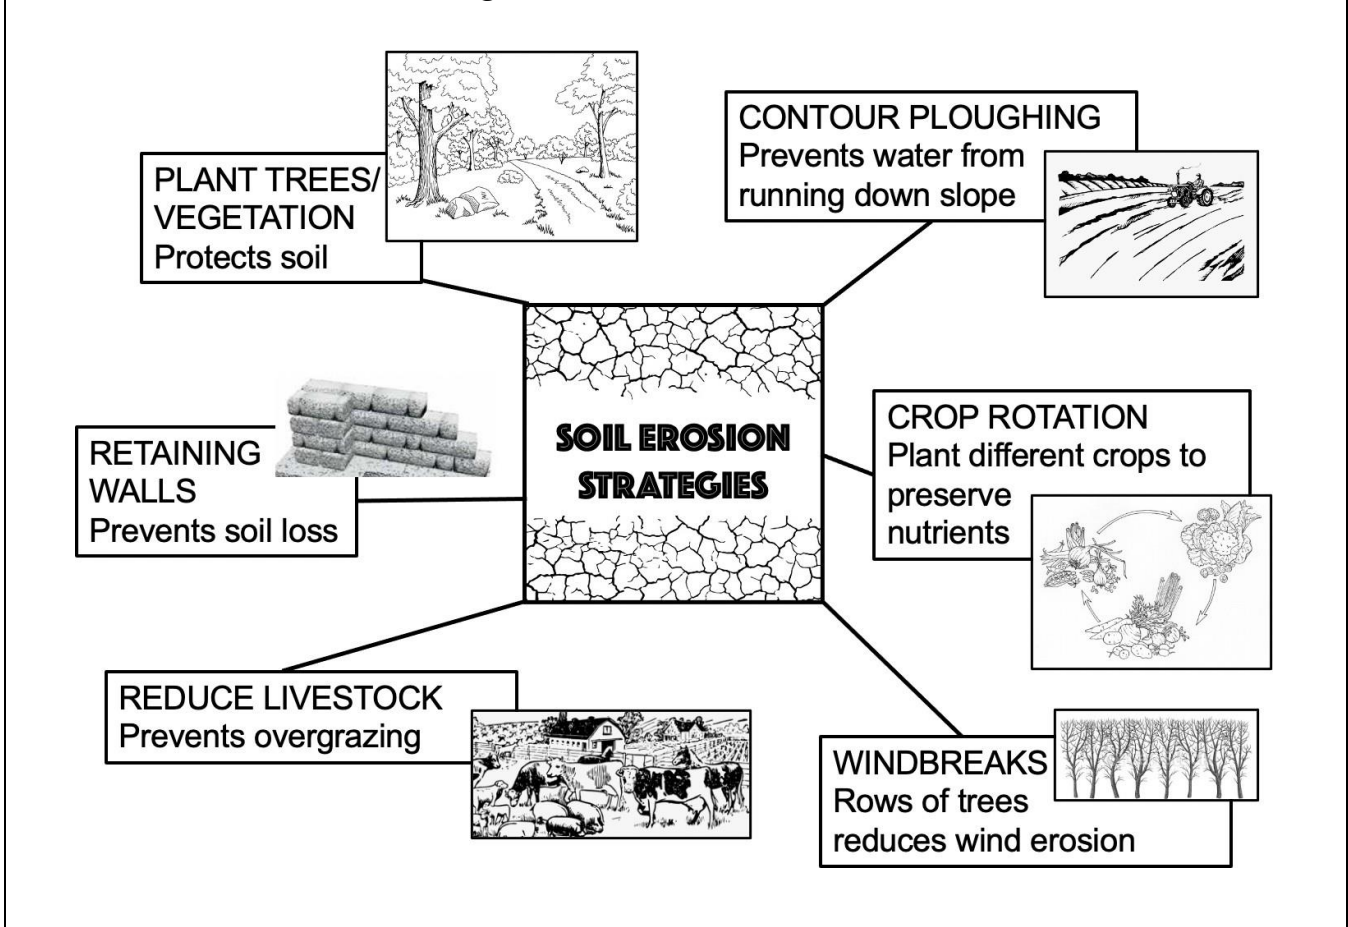 PLANT TREES/
VEGETATION
Protects soil
CONTOUR PLOUGHING
Prevents water from
running down slope
SOIL EROSION
STRATEGIES
RETAINING
WALLS
Prevents soil loss
CROP ROTATION
Plant different crops to
preserve
nutrients
REDUCE LIVESTOCK
Prevents overgrazing
WINDBREAKS
Rows of trees
reduces wind erosion